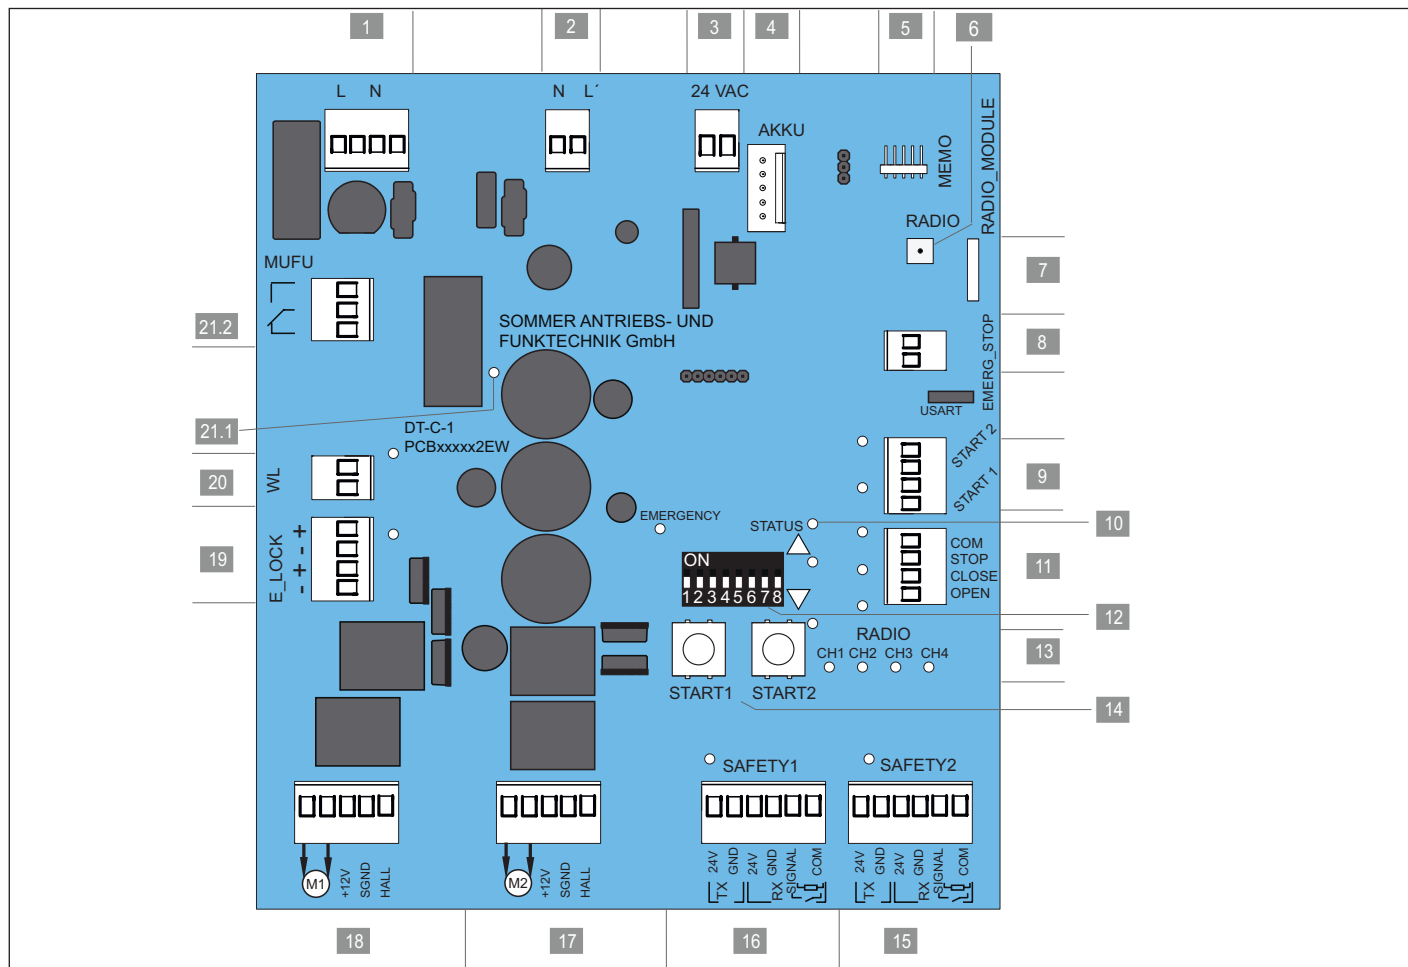 1
2
3
4
5
6
L N
N L´
24 VAC
AKKU
MEMO
RADIO_MODULE
RADIO
7
MUFU
21.2
SOMMER ANTRIEBS- UND
FUNKTECHNIK GmbH
8
EMERG_STOP
USART
21.1
DT-C-1
PCBxxxxx2EW
START 2
START 1
9
20
WL
EMERGENCY
STATUS
10
19
E_LOCK
- + - +
ON
1 2 3 4 5 6 7 8
COM
STOP
CLOSE
OPEN
11
12
RADIO
CH1 CH2 CH3 CH4
13
START1
START2
14
SAFETY1
SAFETY2
M1
+12V
SGND
HALL
M2
+12V
SGND
HALL
24V
GND
24V
GND
SIGNAL
COM
TX
RX
24V
GND
24V
GND
SIGNAL
COM
TX
RX
18
17
16
15